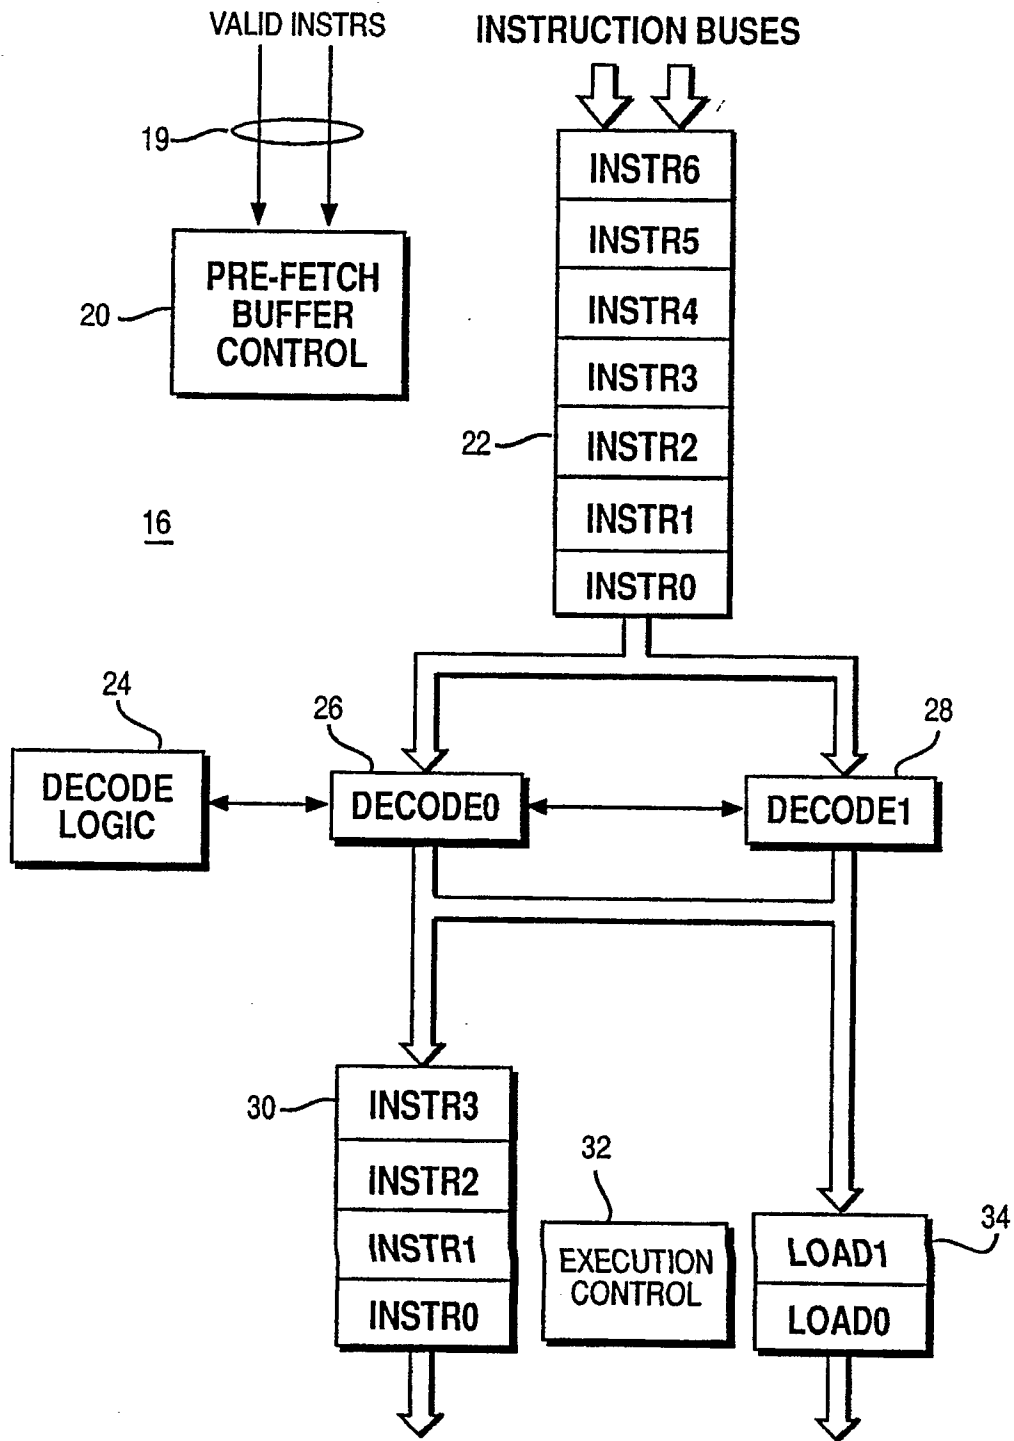 VALID INSTRS
INSTRUCTION BUSES
19
INSTR6
INSTR5
INSTR4
INSTR3
INSTR2
INSTR1
INSTR0
22
PRE-FETCH
BUFFER
CONTROL
20
16
24
DECODE
LOGIC
26
DECODE0
28
DECODE1
30
INSTR3
INSTR2
INSTR1
INSTR0
32
EXECUTION
CONTROL
34
LOAD1
LOAD0